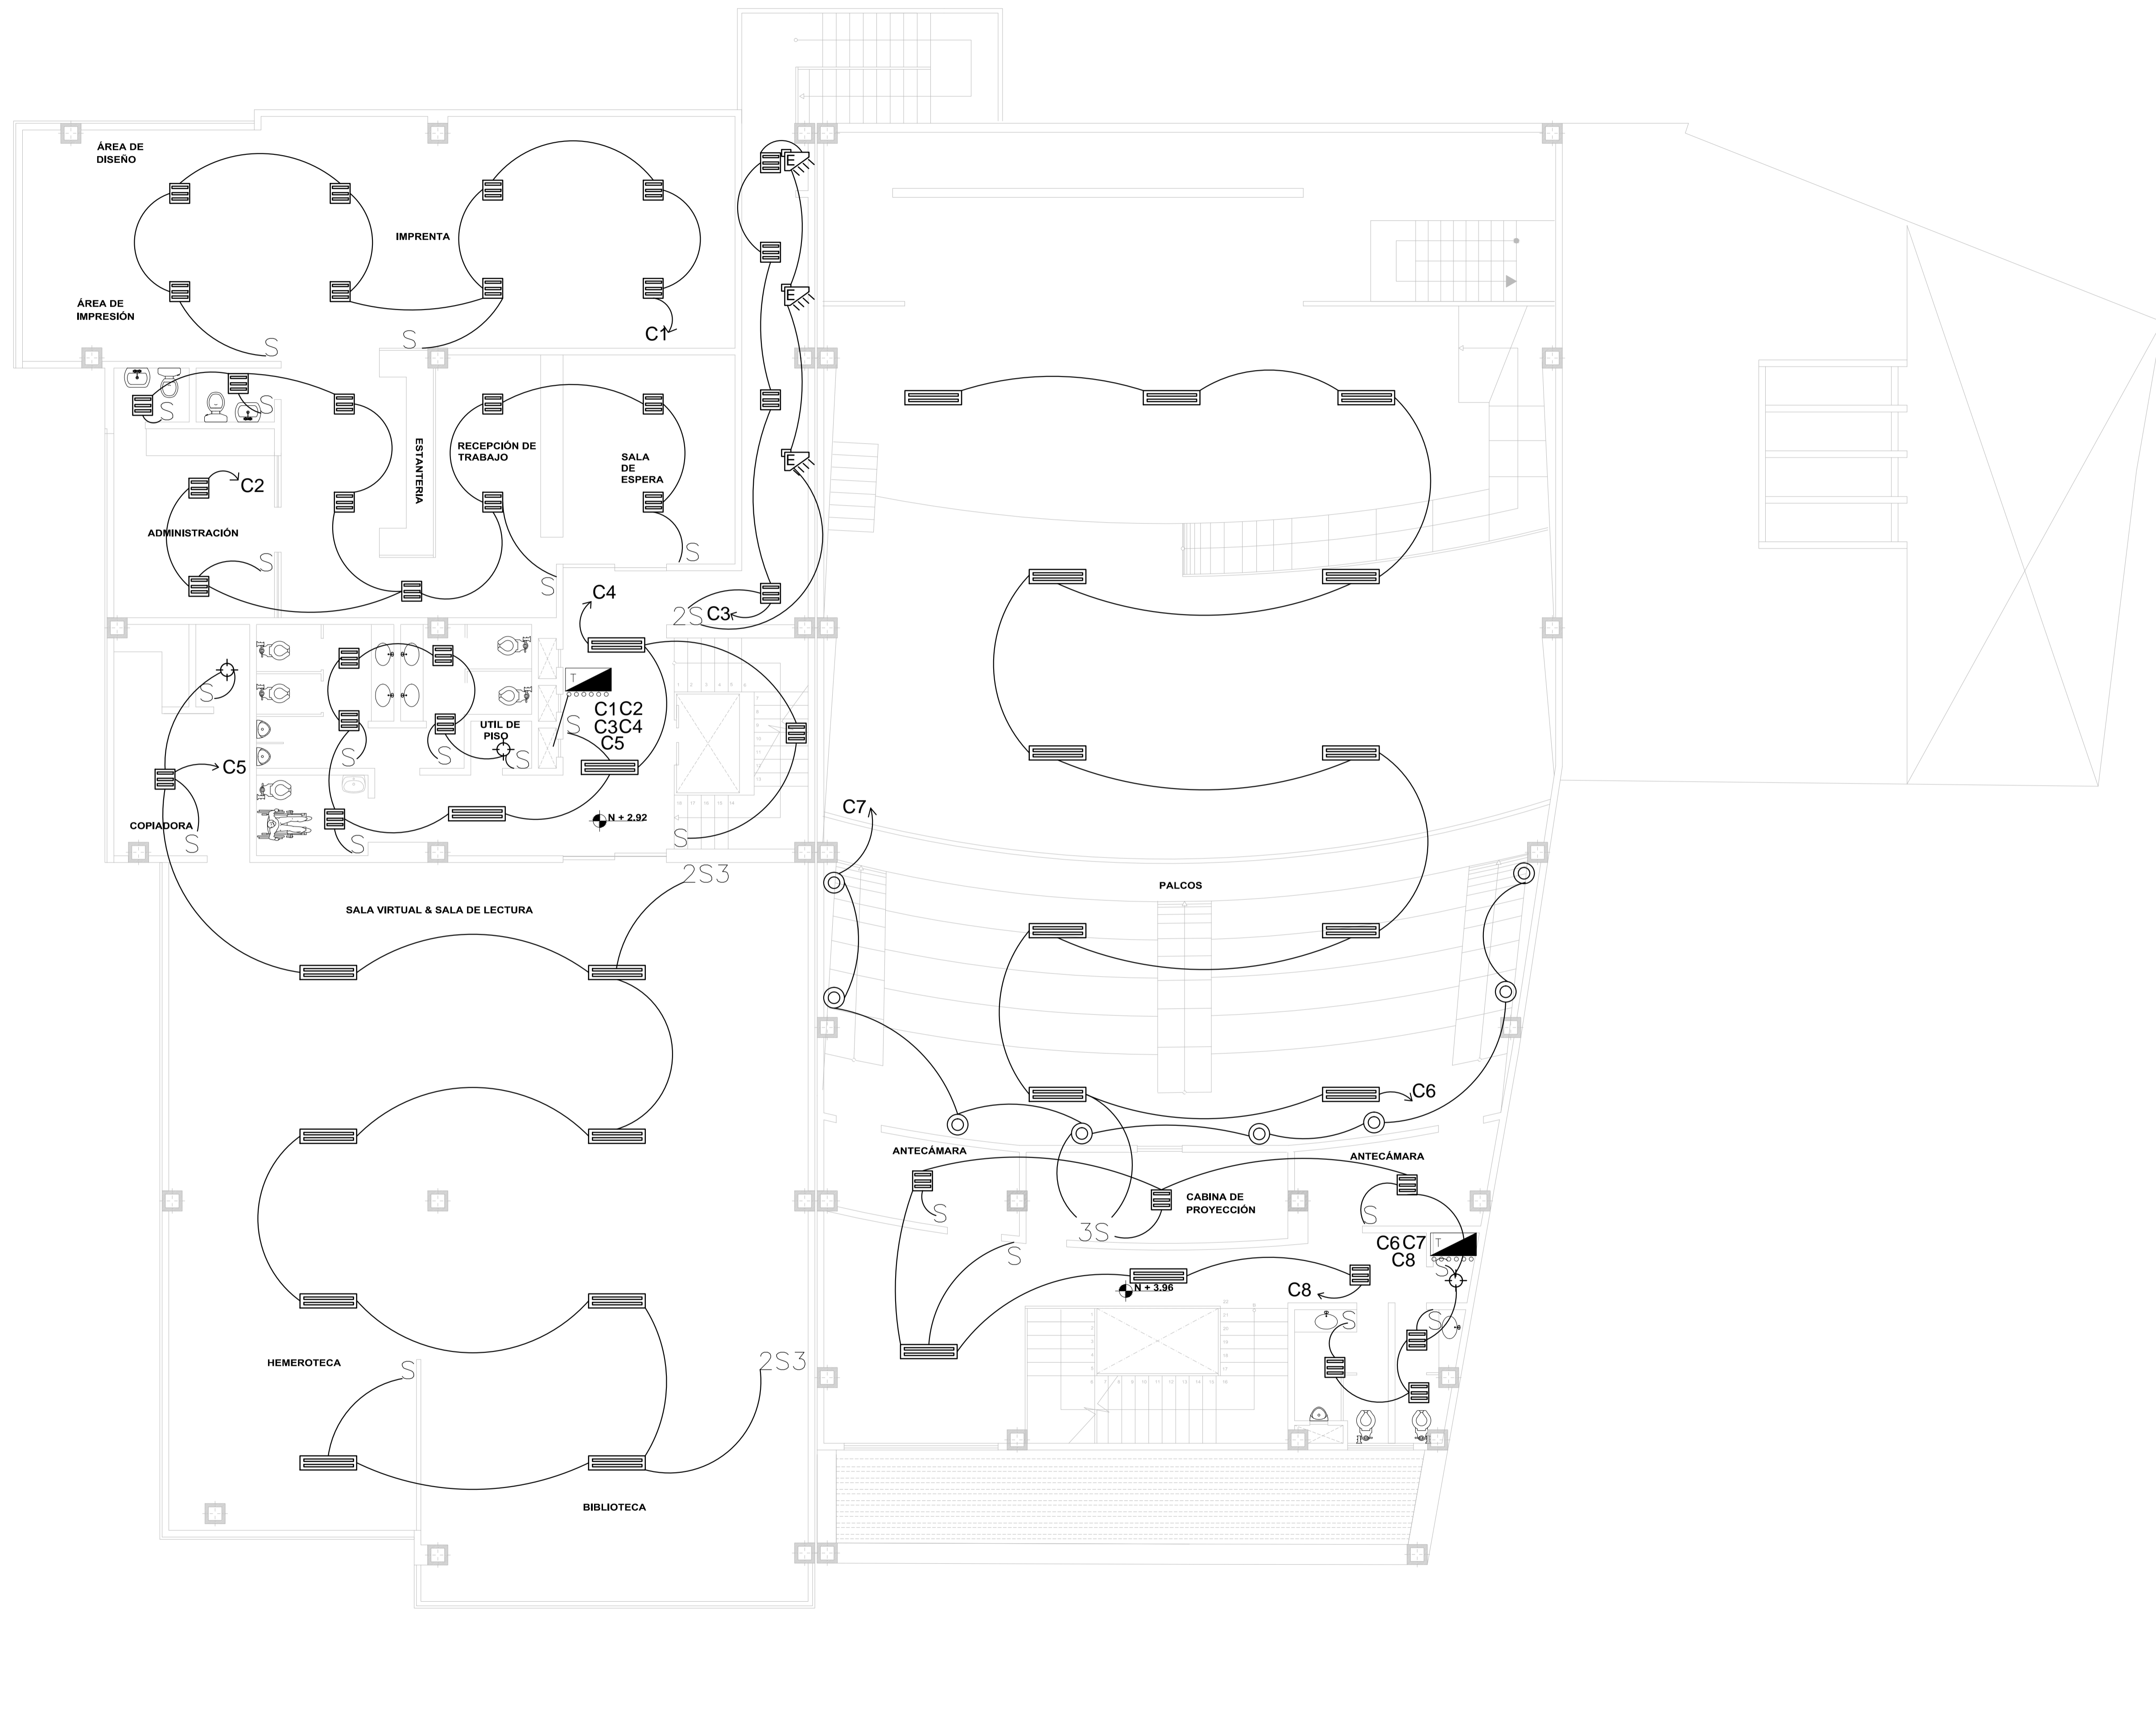 ÁREA DE
DISEÑO
IMPRENTA
ÁREA DE
IMPRESIÓN
C1
S
S
E
E
E
S
S
ESTANTERIA
RECEPCIÓN DE
TRABAJO
SALA
DE
ESPERA
C2
ADMINISTRACIÓN
S
S
S
C4
2S
C3
T
C1C2
C3C4
C5
S
S
UTIL DE
PISO
S
S
S
C5
COPIADORA
S
S
N + 2.92
S
C7
2S3
PALCOS
SALA VIRTUAL & SALA DE LECTURA
C6
ANTECÁMARA
ANTECÁMARA
CABINA DE
PROYECCIÓN
S
S
3S
S
C6C7
C8
T
S
N + 3.96
C8
S
S
2S3
HEMEROTECA
S
BIBLIOTECA